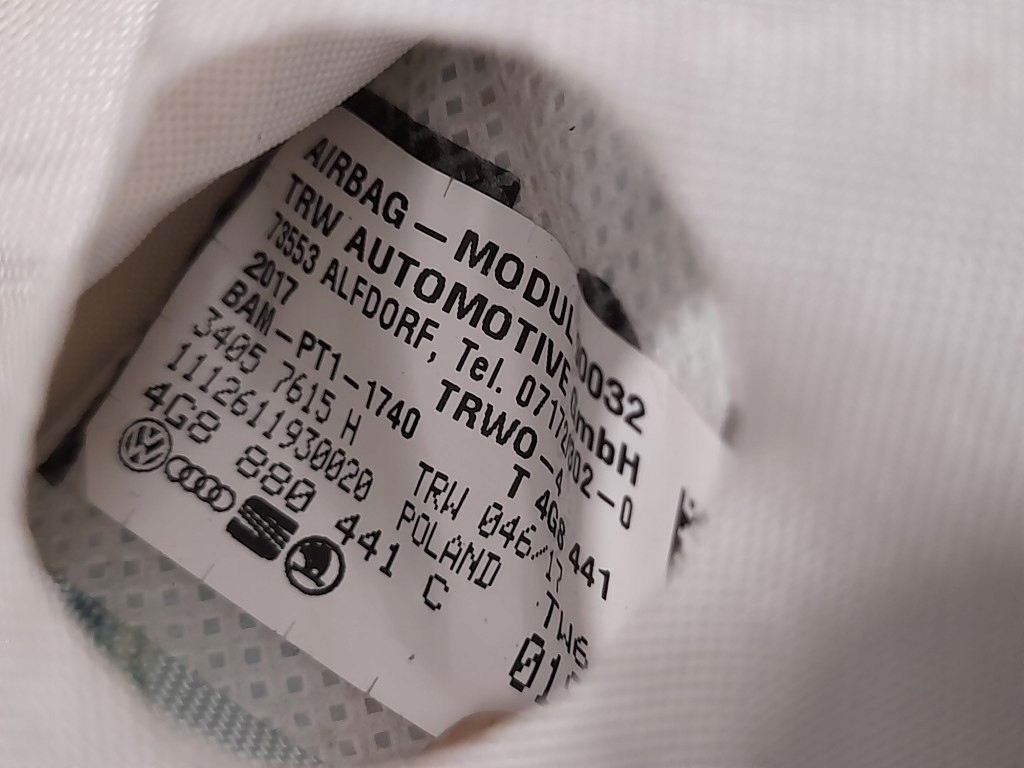 AIRBAG – MODUL 0032
TRW AUTOMOTIVE GmbH
73553 ALFDORF, Tel. 07172/302-0
2017 TRWO-4
BAM-PT1-1740 T 4G8 441
3405 7615 H
111261193002O TRW 046/17
4G8 880 441 C POLAND
TW6